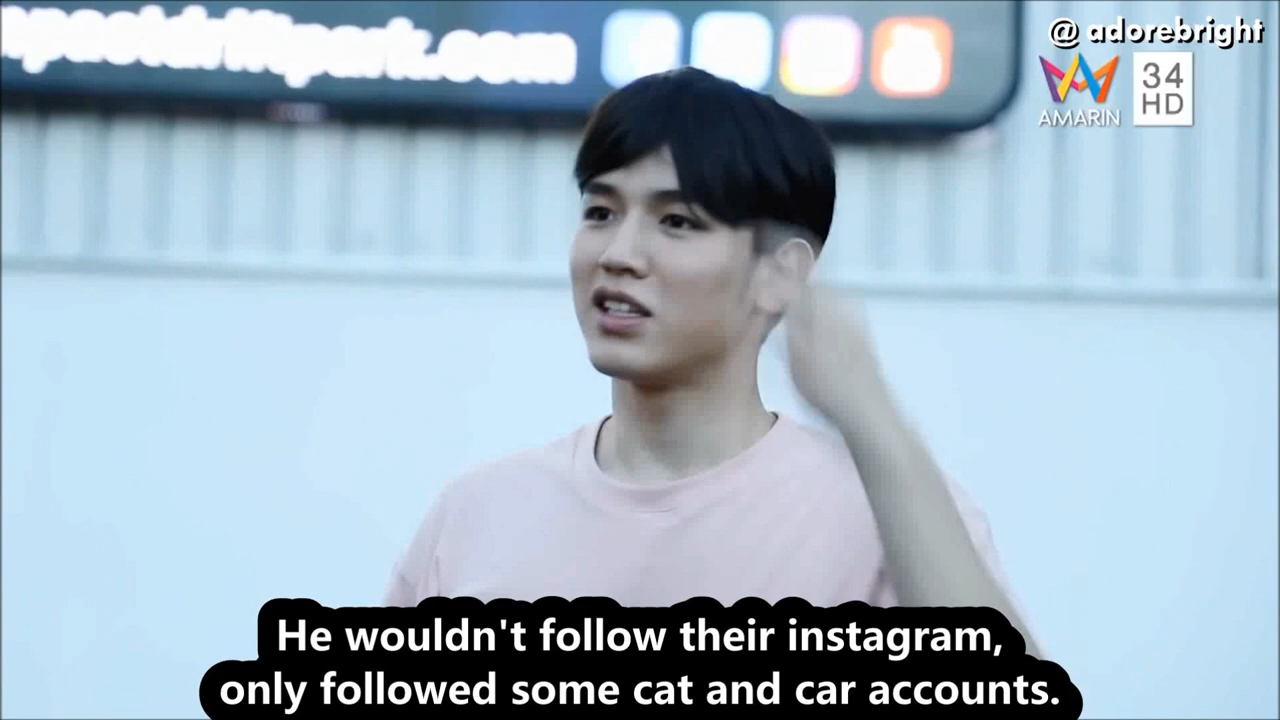 @ adorebright
AMARIN
34
HD
He wouldn't follow their instagram,
only followed some cat and car accounts.